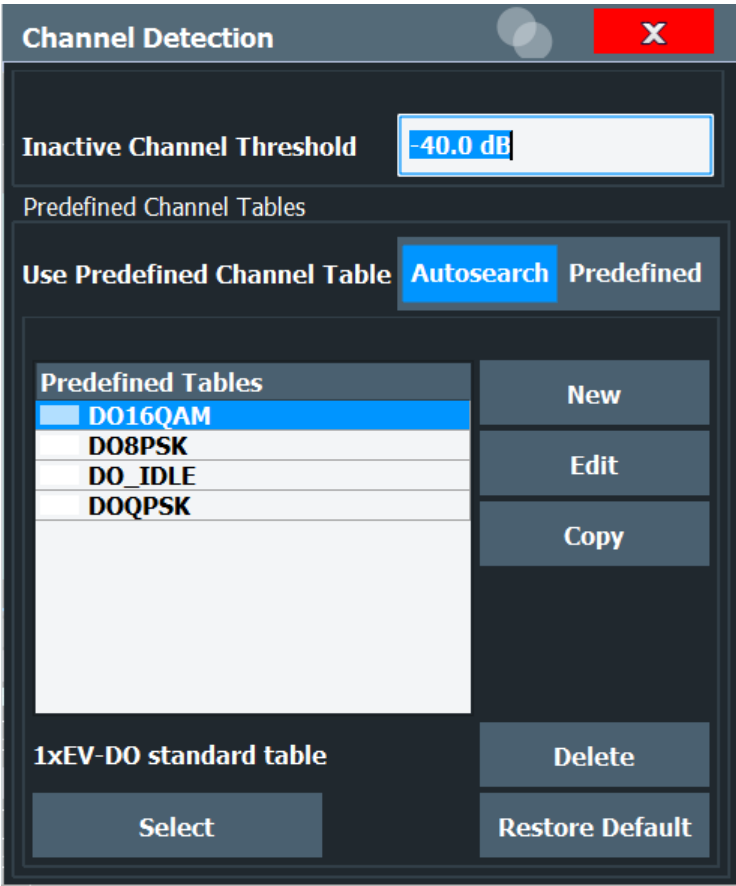 Channel Detection X
Inactive Channel Threshold -40.0 dB
Predefined Channel Tables
Use Predefined Channel Table Autosearch Predefined
Predefined Tables
DO16QAM
DO8PSK
DO_IDLE
DOQPSK
New
Edit
Copy
1xEV-DO standard table
Delete
Select
Restore Default